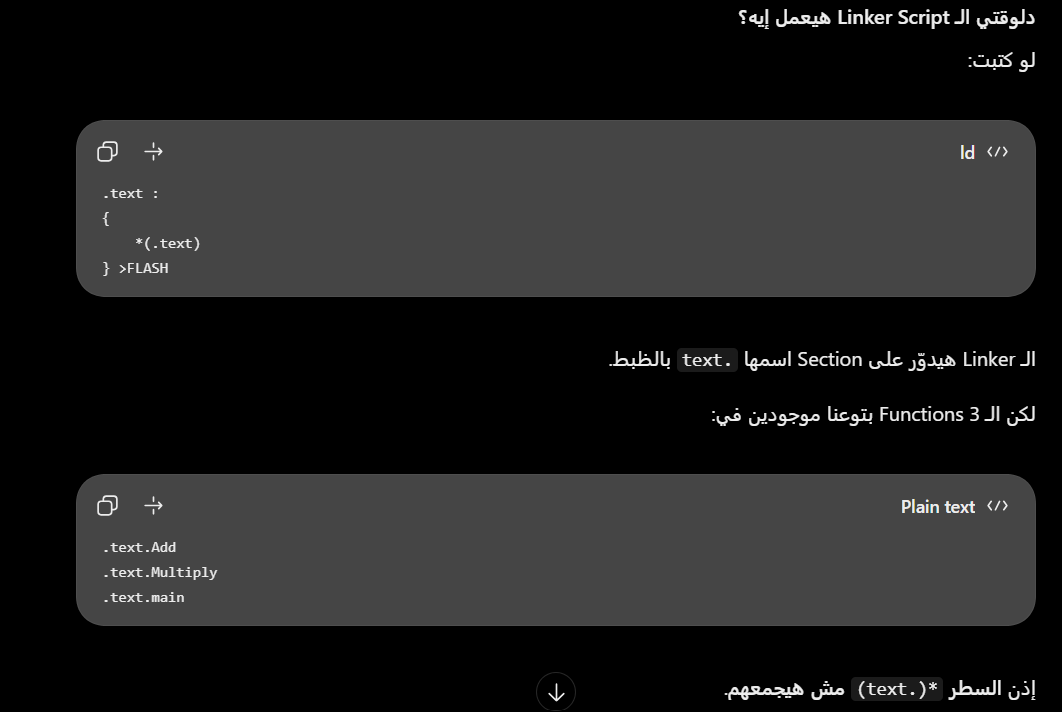 دلوقتي الـ Linker Script هيعمل إيه؟
لو كتبت:
ld
.text :
{
    *(.text)
} >FLASH
الـ Linker هيدوّر على Section اسمها .text بالظبط.
لكن الـ 3 Functions بتوعنا موجودين في:
Plain text
.text.Add
.text.Multiply
.text.main
إذن السطر *(.text) مش هيجمعهم.